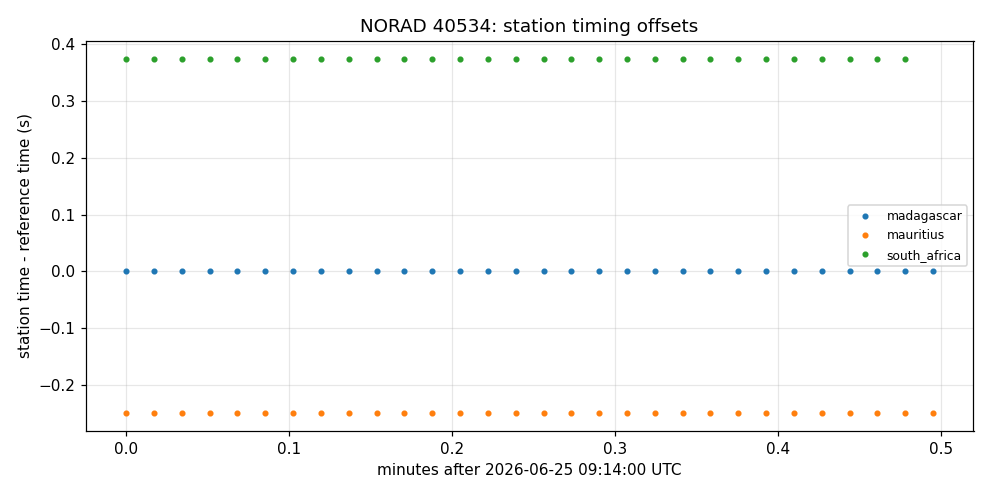 NORAD 40534: station timing offsets
station time - reference time (s)
0.4
0.3
0.2
0.1
0.0
−0.1
−0.2
madagascar
mauritius
south_africa
0.0 0.1 0.2 0.3 0.4 0.5
minutes after 2026-06-25 09:14:00 UTC